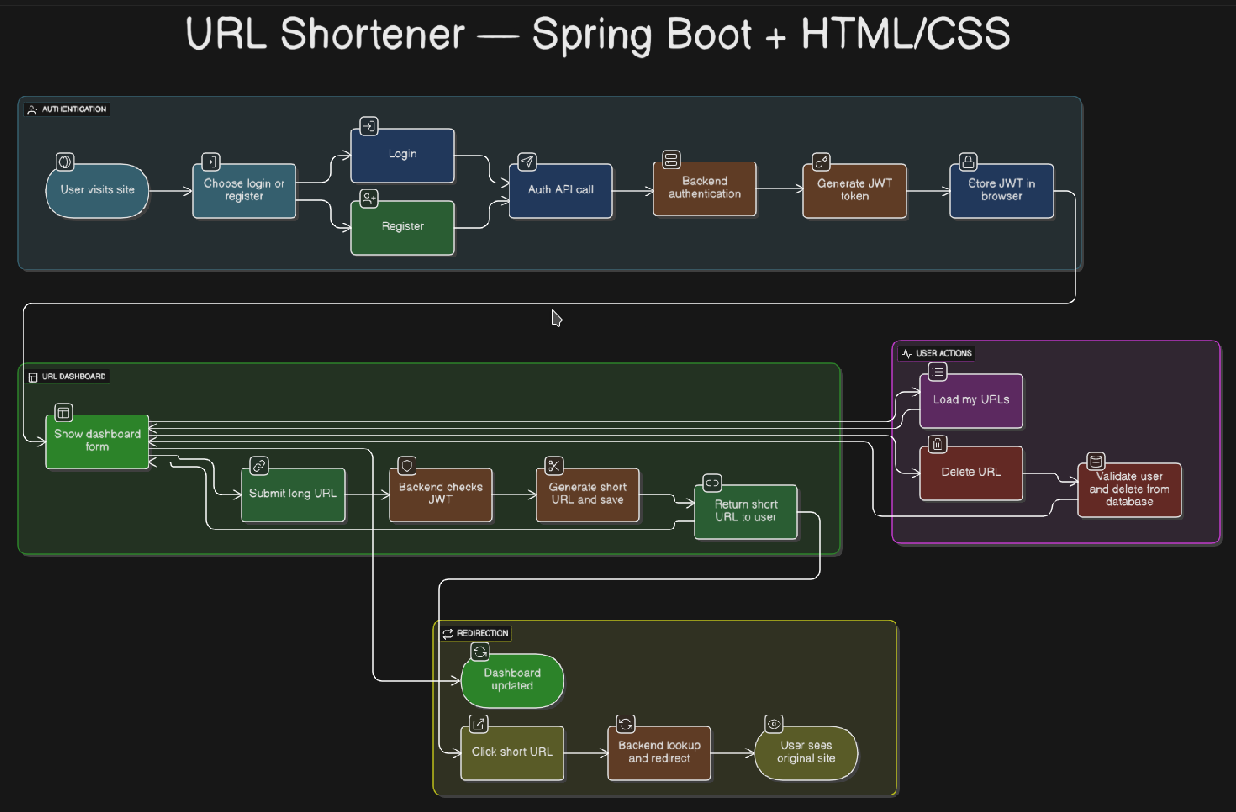 URL Shortener — Spring Boot + HTML/CSS
AUTHENTICATION
User visits site
Choose login or
register
Login
Register
Auth API call
Backend
authentication
Generate JWT
token
Store JWT in
browser
URL DASHBOARD
Show dashboard
form
Submit long URL
Backend checks
JWT
Generate short
URL and save
Return short
URL to user
USER ACTIONS
Load my URLs
Delete URL
Validate user
and delete from
database
REDIRECTION
Dashboard
updated
Click short URL
Backend lookup
and redirect
User sees
original site